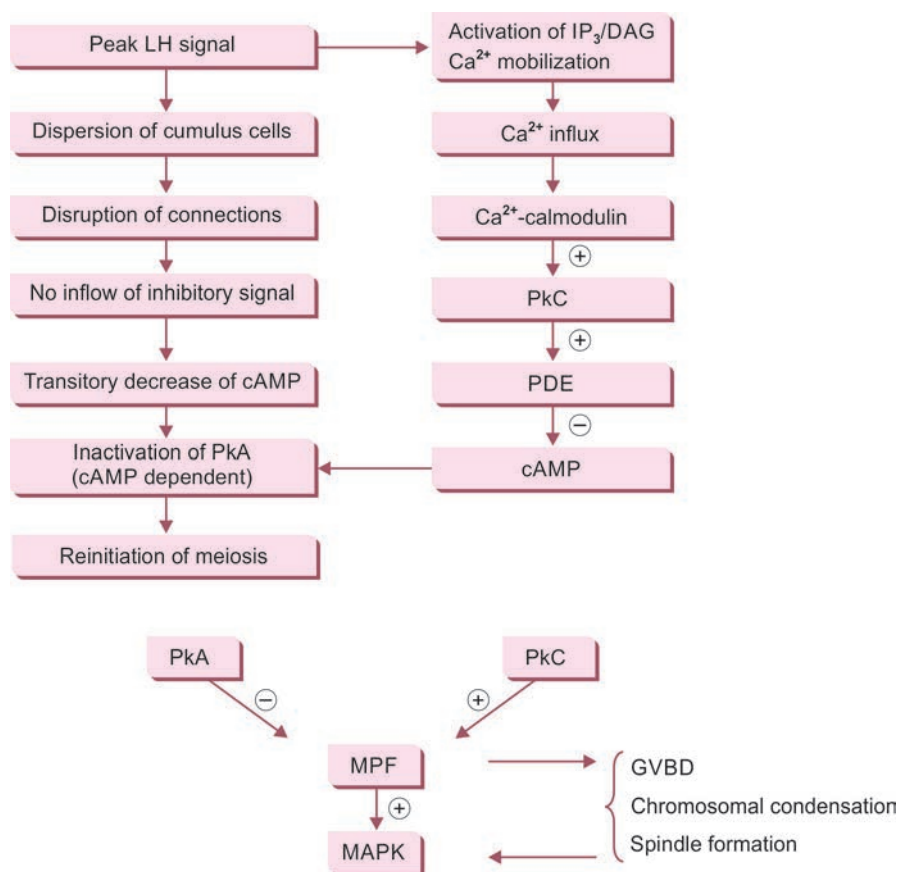 Peak LH signal
Activation of IP₃/DAG
Ca²⁺ mobilization
Dispersion of cumulus cells
Ca²⁺ influx
Disruption of connections
Ca²⁺-calmodulin
+
No inflow of inhibitory signal
PkC
+
Transitory decrease of cAMP
PDE
−
Inactivation of PkA
(cAMP dependent)
cAMP
Reinitiation of meiosis
PkA
PkC
−
+
MPF
GVBD
+
Chromosomal condensation
MAPK
Spindle formation